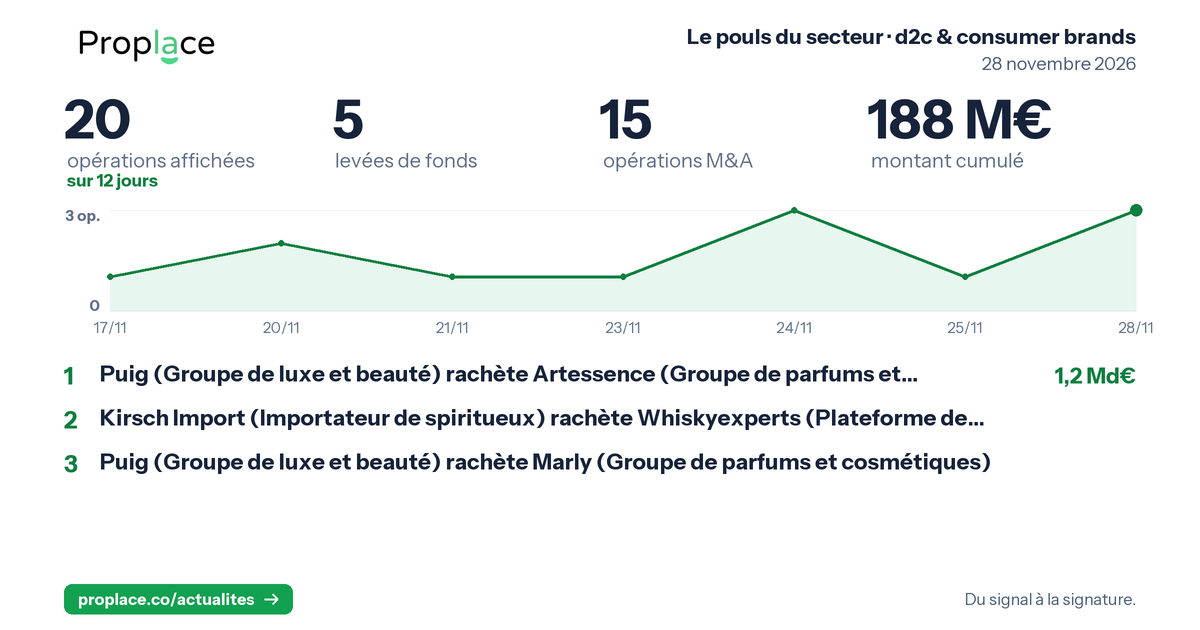 Proplace
Le pouls du secteur · d2c & consumer brands
28 novembre 2026
20
opérations affichées
sur 12 jours
5
levées de fonds
15
opérations M&A
188 M€
montant cumulé
3 op.
0
17/11 20/11 21/11 23/11 24/11 25/11 28/11
1 Puig (Groupe de luxe et beauté) rachète Artessence (Groupe de parfums et... 1,2 Md€
2 Kirsch Import (Importateur de spiritueux) rachète Whiskyexperts (Plateforme de...
3 Puig (Groupe de luxe et beauté) rachète Marly (Groupe de parfums et cosmétiques)
proplace.co/actualites →
Du signal à la signature.